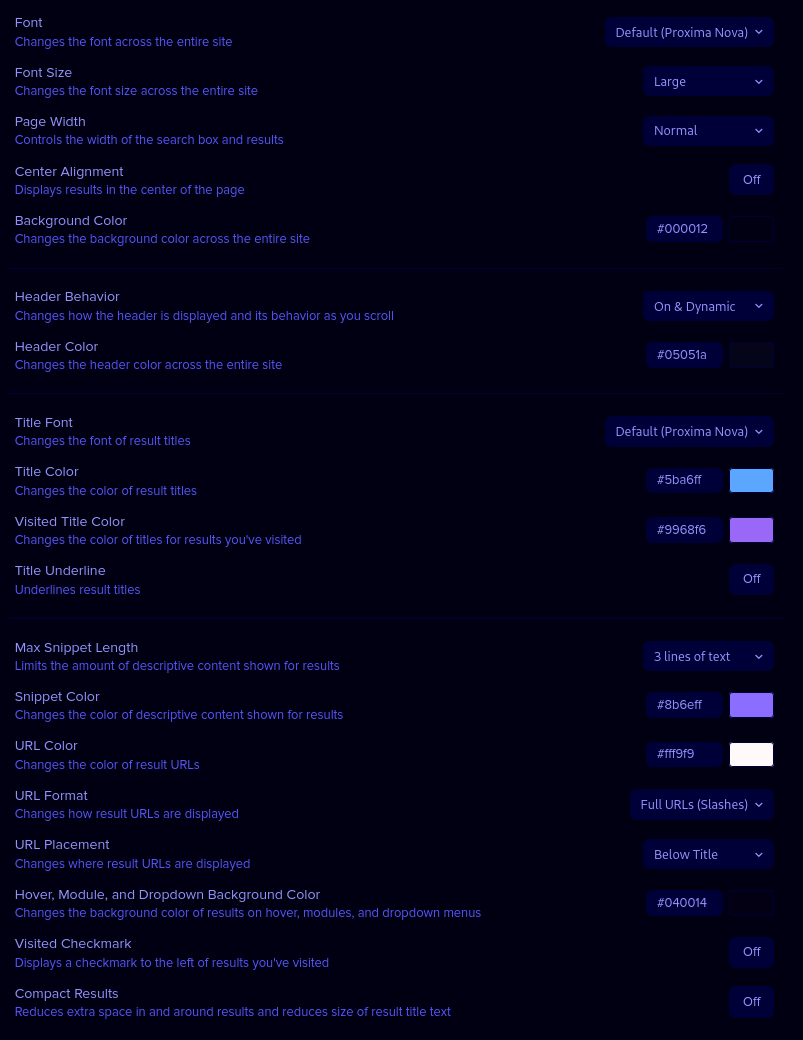 Font
Changes the font across the entire site
Default (Proxima Nova)
Font Size
Changes the font size across the entire site
Large
Page Width
Controls the width of the search box and results
Normal
Center Alignment
Displays results in the center of the page
Off
Background Color
Changes the background color across the entire site
#000012
Header Behavior
Changes how the header is displayed and its behavior as you scroll
On & Dynamic
Header Color
Changes the header color across the entire site
#05051a
Title Font
Changes the font of result titles
Default (Proxima Nova)
Title Color
Changes the color of result titles
#5ba6ff
Visited Title Color
Changes the color of titles for results you've visited
#9968f6
Title Underline
Underlines result titles
Off
Max Snippet Length
Limits the amount of descriptive content shown for results
3 lines of text
Snippet Color
Changes the color of descriptive content shown for results
#8b6eff
URL Color
Changes the color of result URLs
#fff9f9
URL Format
Changes how result URLs are displayed
Full URLs (Slashes)
URL Placement
Changes where result URLs are displayed
Below Title
Hover, Module, and Dropdown Background Color
Changes the background color of results on hover, modules, and dropdown menus
#040014
Visited Checkmark
Displays a checkmark to the left of results you've visited
Off
Compact Results
Reduces extra space in and around results and reduces size of result title text
Off